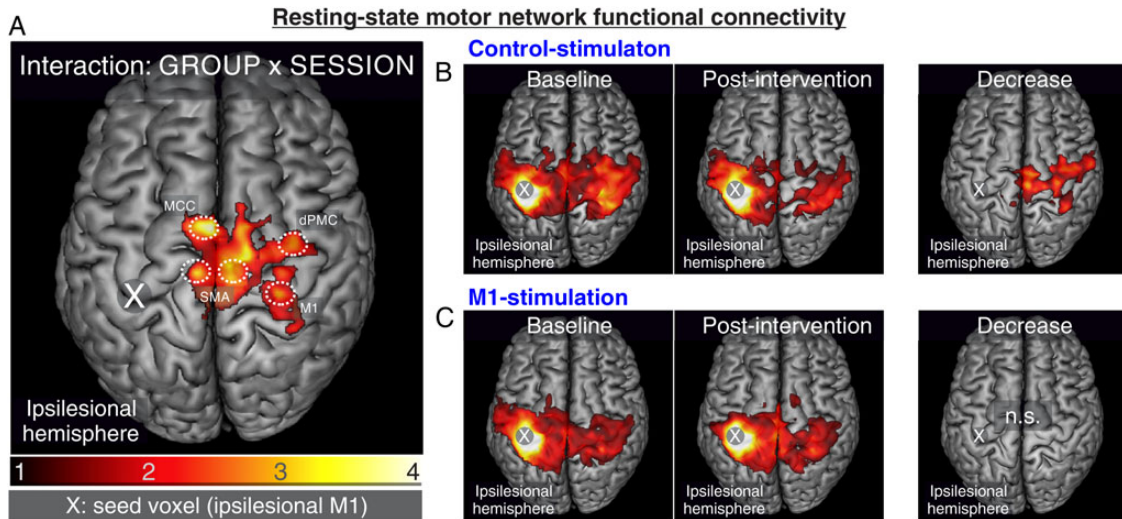 Resting-state motor network functional connectivity
A
Interaction: GROUP x SESSION
MCC
dPMC
SMA
M1
X
Ipsilesional
hemisphere
1 2 3 4
X: seed voxel (ipsilesional M1)
Control-stimulaton
B
Baseline
X
Ipsilesional
hemisphere
Post-intervention
X
Ipsilesional
hemisphere
Decrease
X
Ipsilesional
hemisphere
M1-stimulation
C
Baseline
X
Ipsilesional
hemisphere
Post-intervention
X
Ipsilesional
hemisphere
Decrease
n.s.
X
Ipsilesional
hemisphere